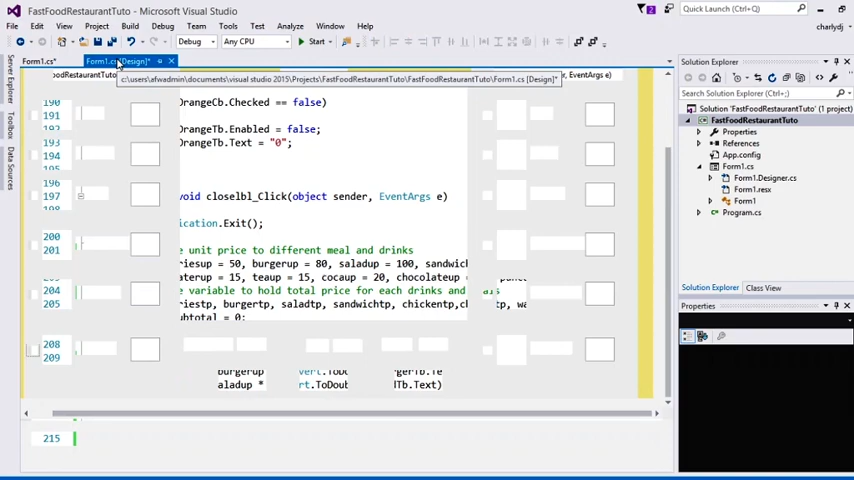 FastFoodRestaurantTuto - Microsoft Visual Studio
2
Quick Launch (Ctrl+Q)
File Edit View Project Build Debug Team Tools Test Analyze Window Help
charlydj
Debug Any CPU Start
Form1.cs* Form1.cs [Design]*
c:\users\afwadmin\documents\visual studio 2015\Projects\FastFoodRestaurantTuto\FastFoodRestaurantTuto\Form1.cs [Design]*
Server Explorer
Toolbox
Data Sources
190 OrangeCb.Checked == false)
191
192 OrangeTb.Enabled = false;
193 OrangeTb.Text = "0";
194
196
197 void closelbl_Click(object sender, EventArgs e)
198
ication.Exit();
200
201 e unit price to different meal and drinks
riesup = 50, burgerup = 80, saladup = 100, sandwich
aterup = 15, teaup = 15, cocaup = 20, chocolateup
204 e variable to hold total price for each drinks and
205 riestp, burgertp, saladtp, sandwichtp, chickentp,
ubtotal = 0;
208
209
burgerup
aladup *
215
Solution Explorer
Search Solution Explorer (Ctrl+;)
Solution 'FastFoodRestaurantTuto' (1 project)
FastFoodRestaurantTuto
Properties
References
App.config
Form1.cs
Form1.Designer.cs
Form1.resx
Form1
Program.cs
Solution Explorer Class View
Properties